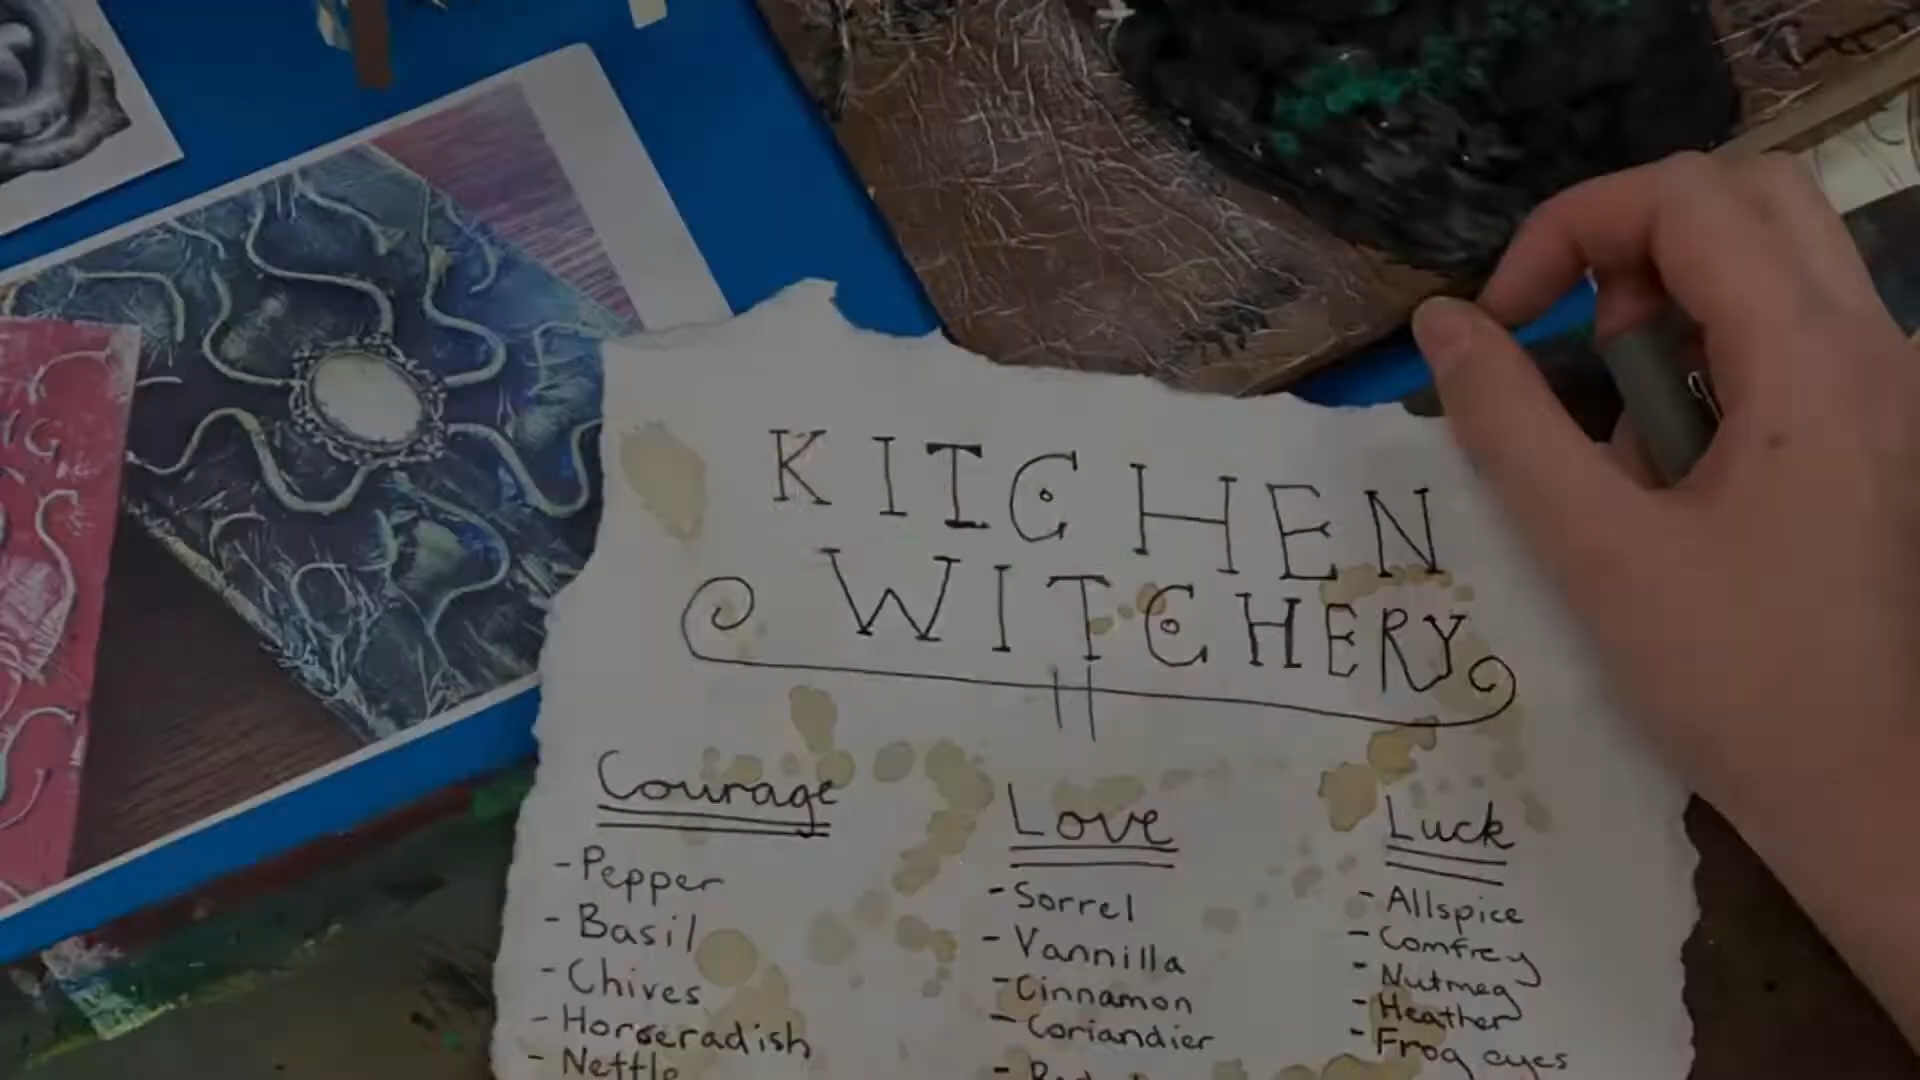 KITCHEN
WITCHERY
Courage
- Pepper
- Basil
- Chives
- Horseradish
- Nettle
Love
- Sorrel
- Vannilla
- Cinnamon
- Coriandier
Luck
- Allspice
- Comfrey
- Nutmeg
- Heather
- Frog eyes